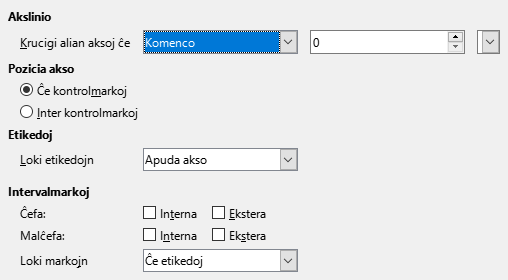 Akslinio
Krucigi alian aksoj ĉe Komenco 0
Pozicia akso
Ĉe kontrolmarkoj
Inter kontrolmarkoj
Etikedoj
Loki etikedojn Apuda akso
Intervalmarkoj
Ĉefa: Interna Ekstera
Malĉefa: Interna Ekstera
Loki markojn Ĉe etikedoj